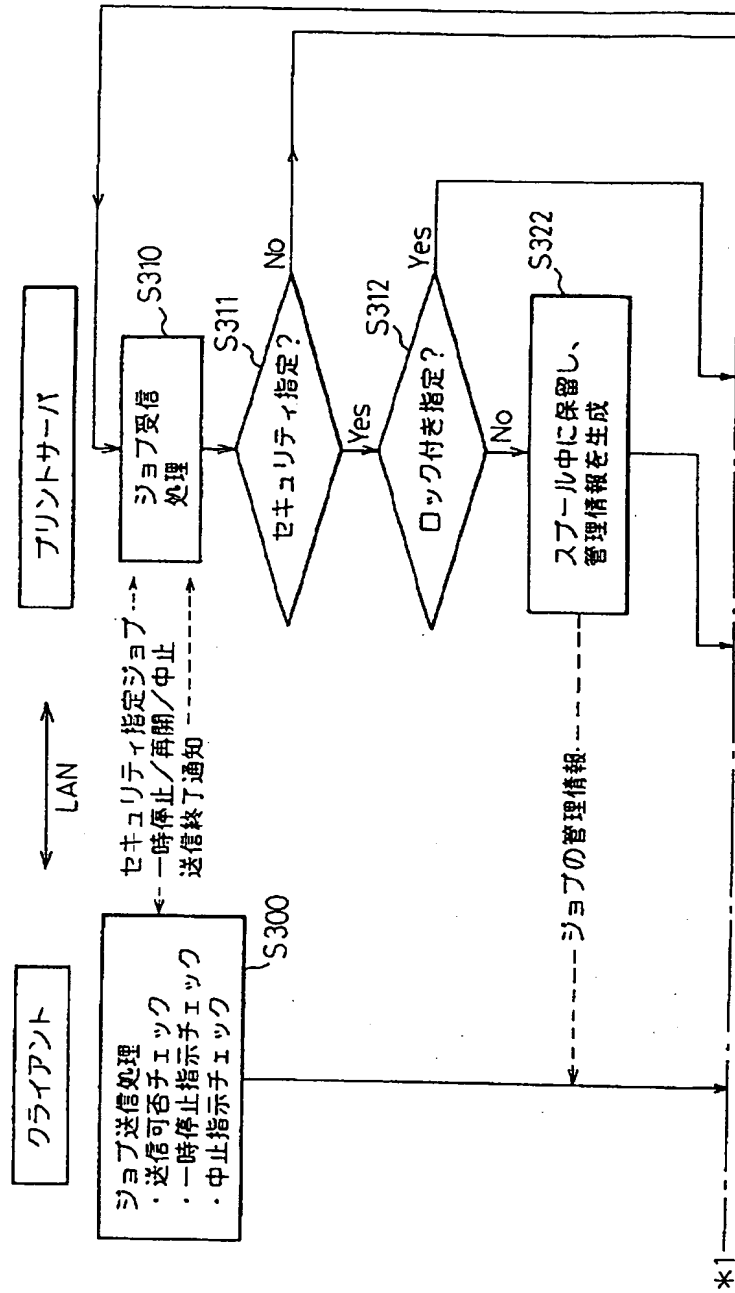 クライアント
LAN
プリントサーバ
ジョブ送信処理
・送信可否チェック
・一時停止指示チェック
・中止指示チェック
S300
セキュリティ指定ジョブ
一時停止/再開/中止
送信終了通知
ジョブ受信
処理
S310
セキュリティ指定?
S311
No
Yes
ロック付き指定?
S312
Yes
No
スプール中に保留し、
管理情報を生成
S322
ジョブの管理情報
*1